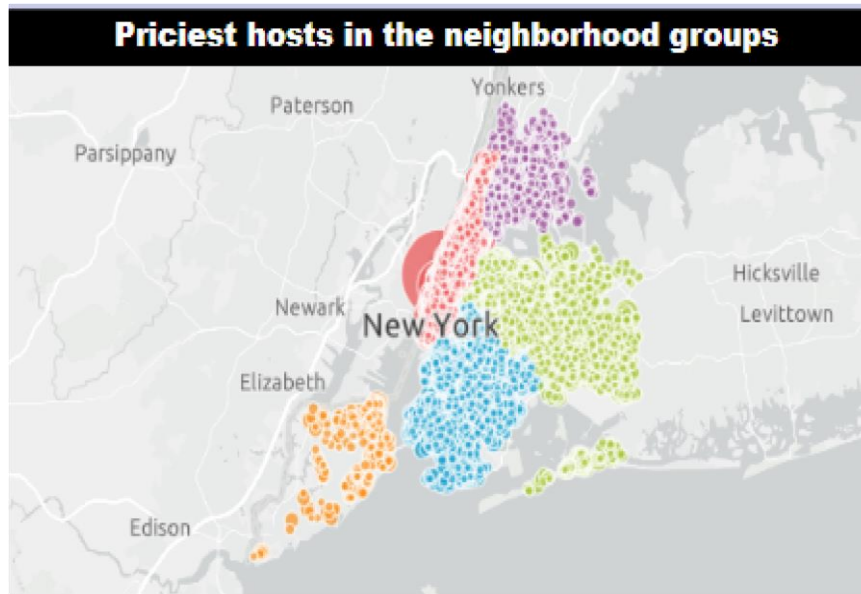 Priciest hosts in the neighborhood groups
Yonkers
Paterson
Parsippany
Hicksville
Newark
Levittown
New York
Elizabeth
Edison